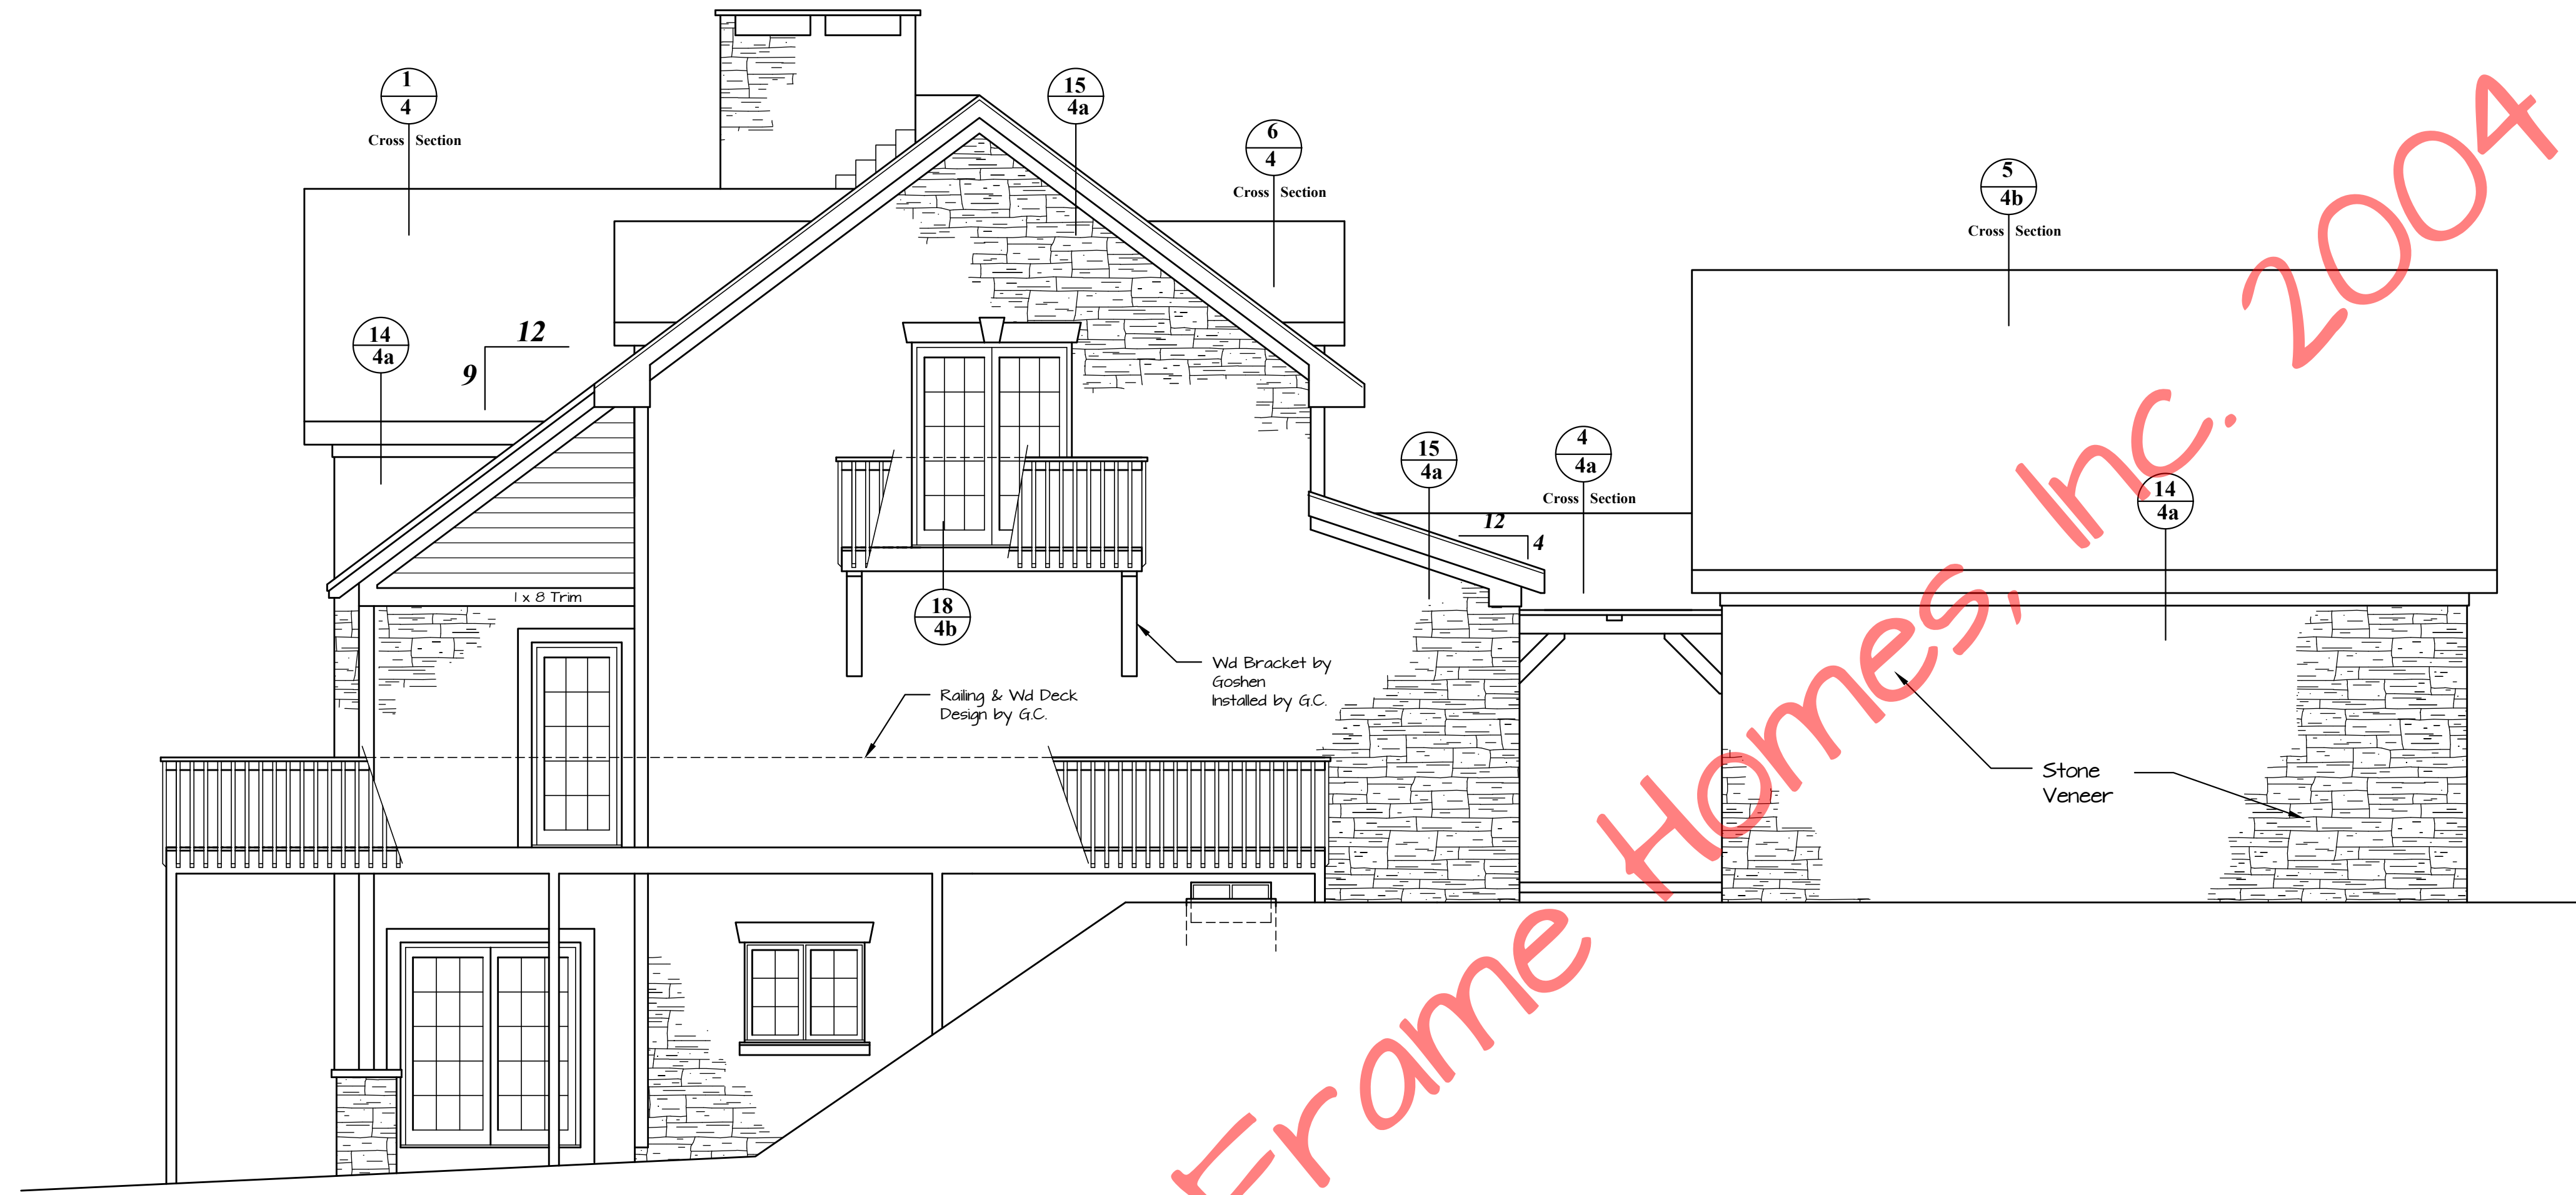 1
4
Cross Section
15
4a
6
4
Cross Section
5
4b
Cross Section
14
4a
12
9
15
4a
4
4a
Cross Section
12
4
14
4a
1 x 8 Trim
18
4b
Wd Bracket by
Goshen
Installed by G.C.
Railing & Wd Deck
Design by G.C.
Stone
Veneer
Frame Homes, Inc. 2004